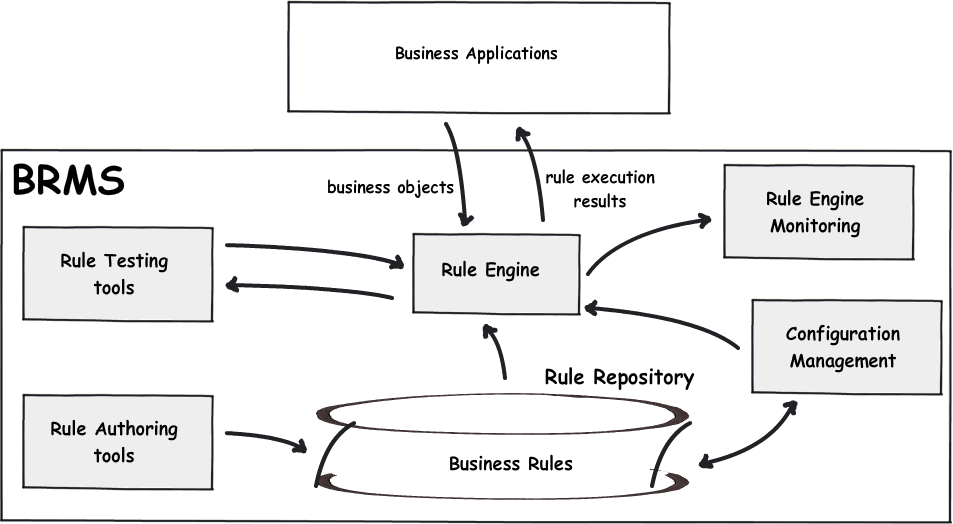 Business Applications
BRMS
business objects
rule execution
results
Rule Engine
Monitoring
Rule Testing
tools
Rule Engine
Configuration
Management
Rule Repository
Rule Authoring
tools
Business Rules